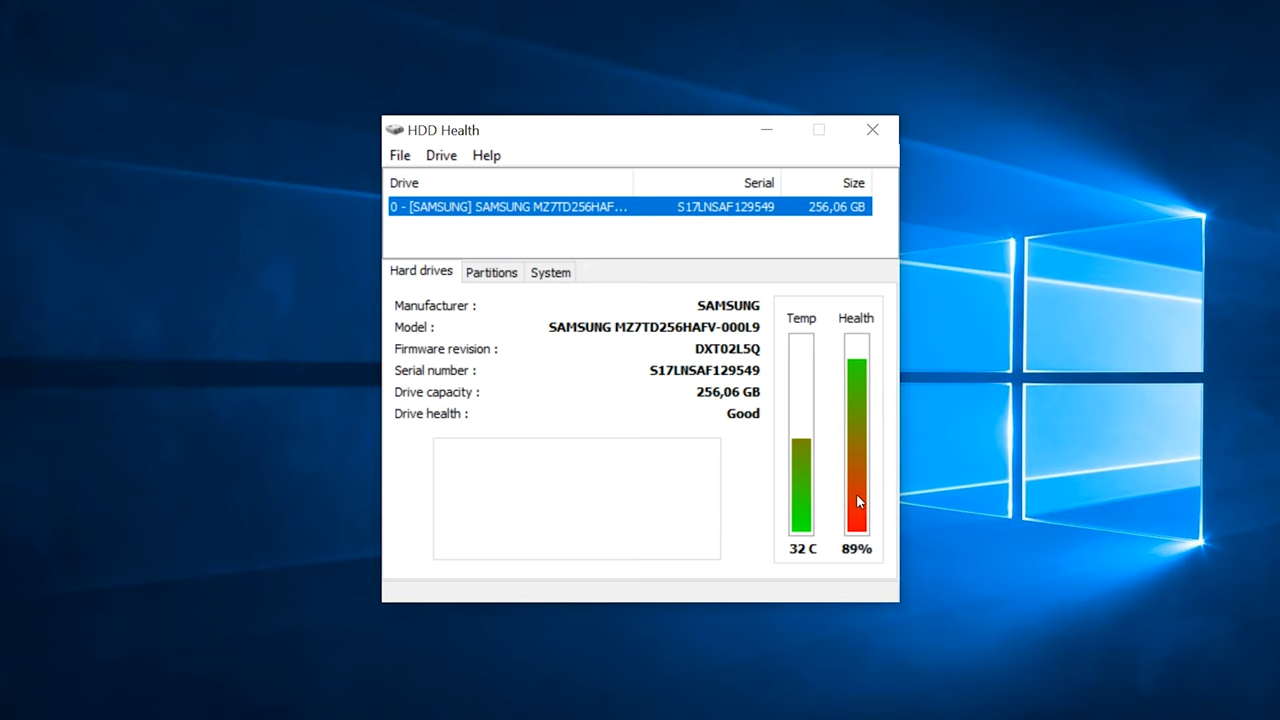 HDD Health
File Drive Help
Drive Serial Size
0 - [SAMSUNG] SAMSUNG MZ7TD256HAF... S17LNSAF129549 256,06 GB
Hard drives Partitions System
Manufacturer : SAMSUNG
Model : SAMSUNG MZ7TD256HAFV-000L9
Firmware revision : DXT02L5Q
Serial number : S17LNSAF129549
Drive capacity : 256,06 GB
Drive health : Good
Temp Health
32 C 89%